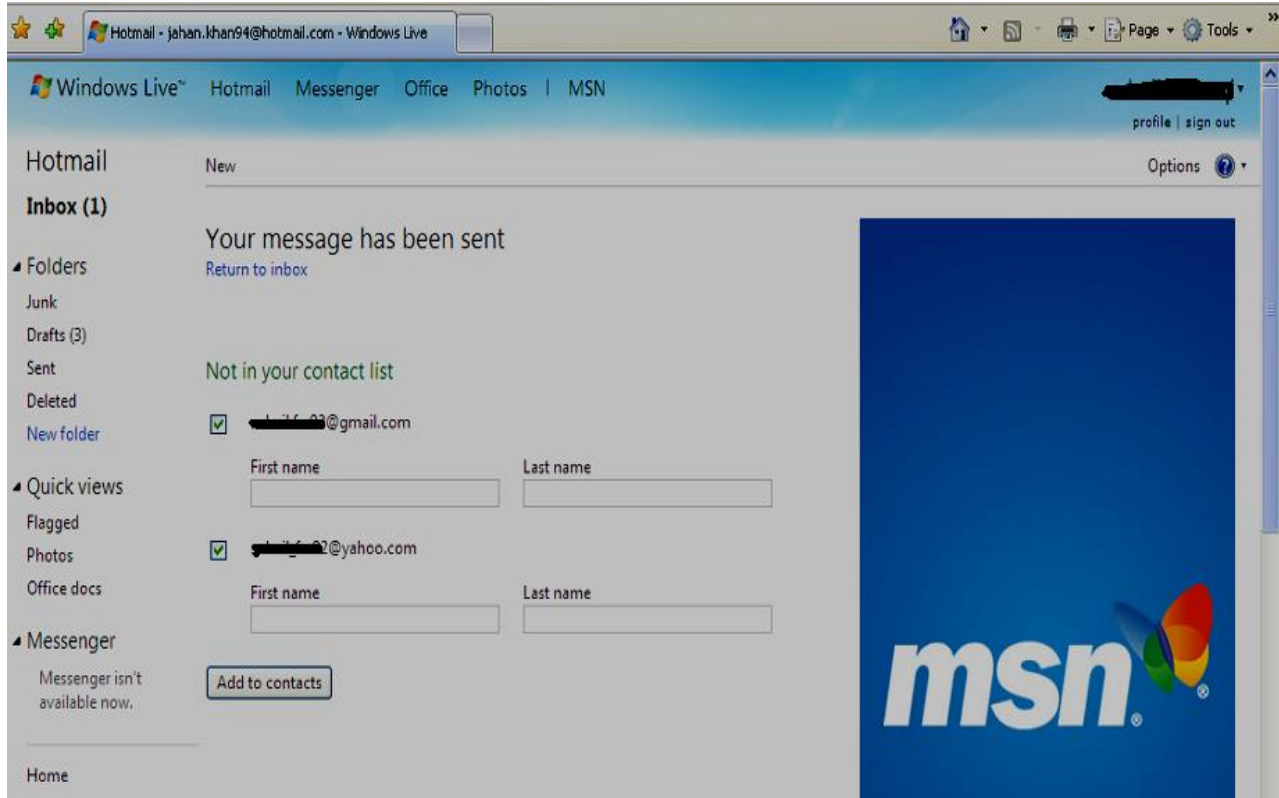 Hotmail - jahan.khan94@hotmail.com - Windows Live
Page Tools »
Windows Live™ Hotmail Messenger Office Photos | MSN
profile | sign out
Hotmail
New
Options
Inbox (1)
Your message has been sent
Return to inbox
Folders
Junk
Drafts (3)
Sent
Deleted
New folder
Not in your contact list
@gmail.com
First name Last name
@yahoo.com
First name Last name
Add to contacts
Quick views
Flagged
Photos
Office docs
Messenger
Messenger isn't
available now.
Home
msn®